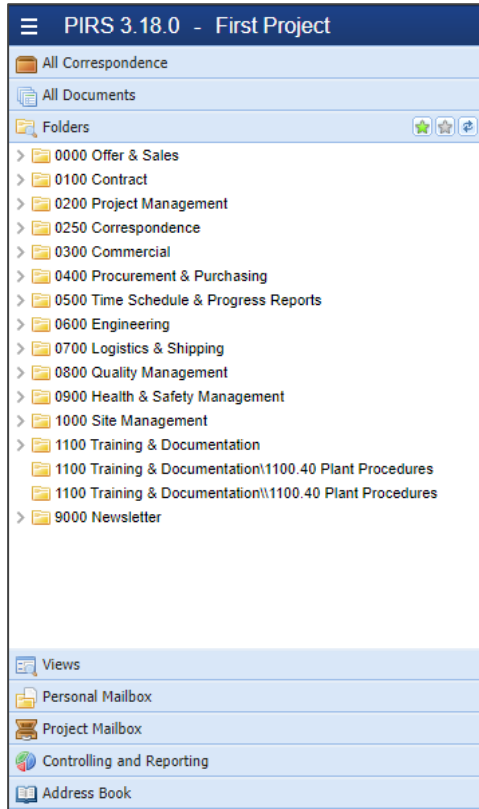 PIRS 3.18.0 - First Project
All Correspondence
All Documents
Folders
0000 Offer & Sales
0100 Contract
0200 Project Management
0250 Correspondence
0300 Commercial
0400 Procurement & Purchasing
0500 Time Schedule & Progress Reports
0600 Engineering
0700 Logistics & Shipping
0800 Quality Management
0900 Health & Safety Management
1000 Site Management
1100 Training & Documentation
1100 Training & Documentation\1100.40 Plant Procedures
1100 Training & Documentation\\1100.40 Plant Procedures
9000 Newsletter
Views
Personal Mailbox
Project Mailbox
Controlling and Reporting
Address Book